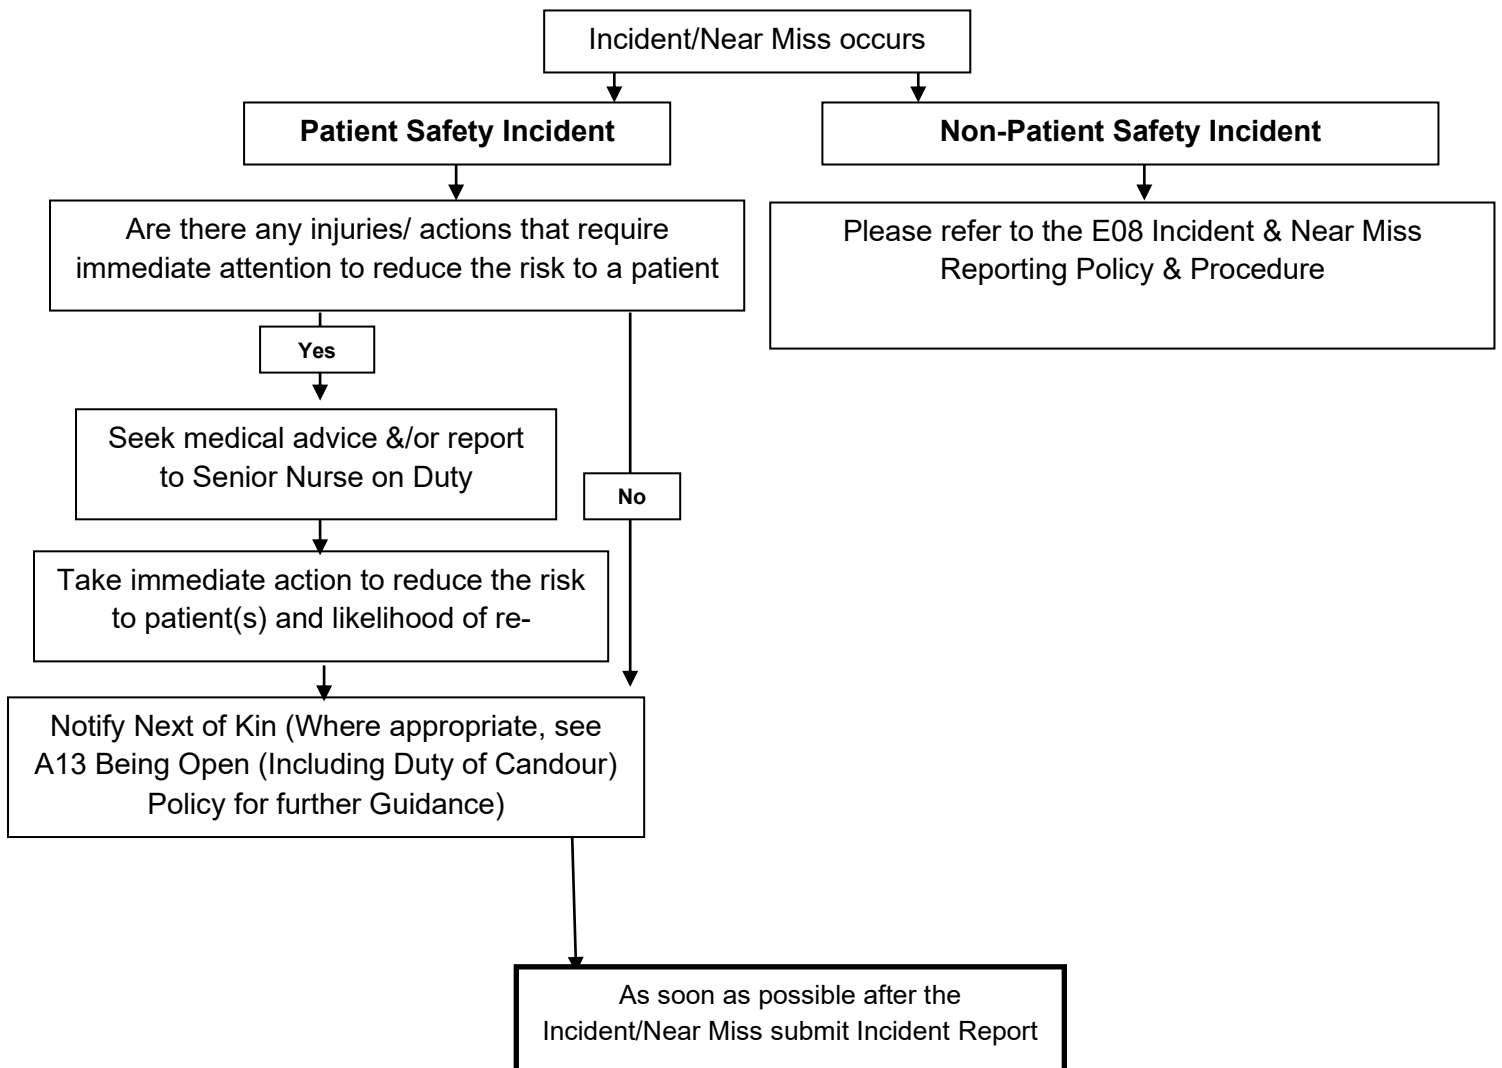 Incident/Near Miss occurs
Patient Safety Incident
Non-Patient Safety Incident
Are there any injuries/ actions that require
immediate attention to reduce the risk to a patient
Please refer to the E08 Incident & Near Miss
Reporting Policy & Procedure
Yes
Seek medical advice &/or report
to Senior Nurse on Duty
No
Take immediate action to reduce the risk
to patient(s) and likelihood of re-
Notify Next of Kin (Where appropriate, see
A13 Being Open (Including Duty of Candour)
Policy for further Guidance)
As soon as possible after the
Incident/Near Miss submit Incident Report